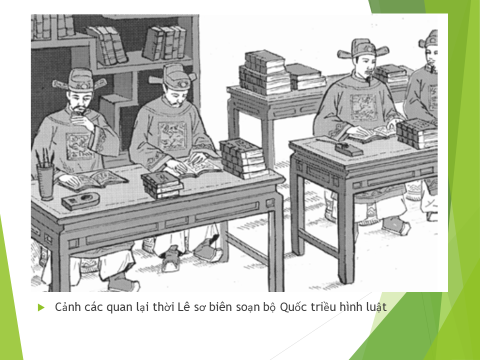 Cảnh các quan lại thời Lê sơ biên soạn bộ Quốc triều hình luật